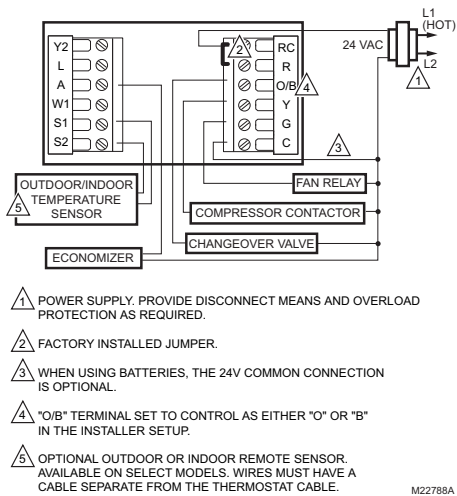 L1
(HOT)
24 VAC
L2
1
Y2
L
A
W1
S1
S2
2
RC
R
O/B
Y
G
C
4
3
OUTDOOR/INDOOR
TEMPERATURE
SENSOR
5
FAN RELAY
COMPRESSOR CONTACTOR
CHANGEOVER VALVE
ECONOMIZER
1 POWER SUPPLY. PROVIDE DISCONNECT MEANS AND OVERLOAD
PROTECTION AS REQUIRED.
2 FACTORY INSTALLED JUMPER.
3 WHEN USING BATTERIES, THE 24V COMMON CONNECTION
IS OPTIONAL.
4 "O/B" TERMINAL SET TO CONTROL AS EITHER "O" OR "B"
IN THE INSTALLER SETUP.
5 OPTIONAL OUTDOOR OR INDOOR REMOTE SENSOR.
AVAILABLE ON SELECT MODELS. WIRES MUST HAVE A
CABLE SEPARATE FROM THE THERMOSTAT CABLE.
M22788A